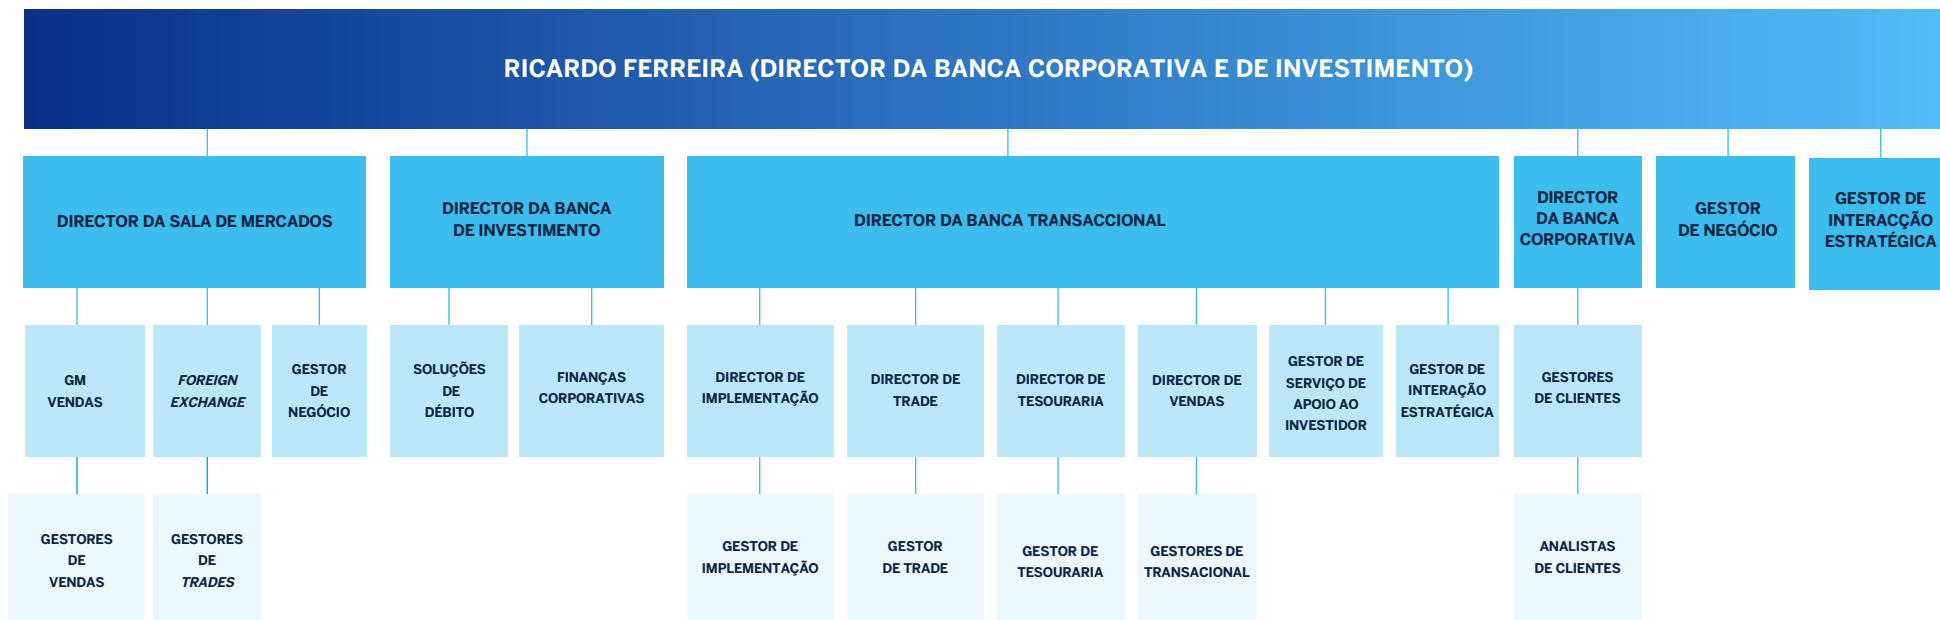 RICARDO FERREIRA (DIRECTOR DA BANCA CORPORATIVA E DE INVESTIMENTO)
DIRECTOR DA SALA DE MERCADOS
DIRECTOR DA BANCA
DE INVESTIMENTO
DIRECTOR DA BANCA TRANSACCIONAL
DIRECTOR
DA BANCA
CORPORATIVA
GESTOR
DE NEGÓCIO
GESTOR DE
INTERACÇÃO
ESTRATÉGICA
GM
VENDAS
FOREIGN
EXCHANGE
GESTOR
DE
NEGÓCIO
SOLUÇÕES
DE
DÉBITO
FINANÇAS
CORPORATIVAS
DIRECTOR DE
IMPLEMENTAÇÃO
DIRECTOR DE
TRADE
DIRECTOR DE
TESOURARIA
DIRECTOR DE
VENDAS
GESTOR DE
SERVIÇO DE
APOIO AO
INVESTIDOR
GESTOR DE
INTERAÇÃO
ESTRATÉGICA
GESTORES
DE CLIENTES
GESTORES
DE
VENDAS
GESTORES
DE
TRADES
GESTOR DE
IMPLEMENTAÇÃO
GESTOR
DE TRADE
GESTOR DE
TESOURARIA
GESTORES DE
TRANSACIONAL
ANALISTAS
DE CLIENTES